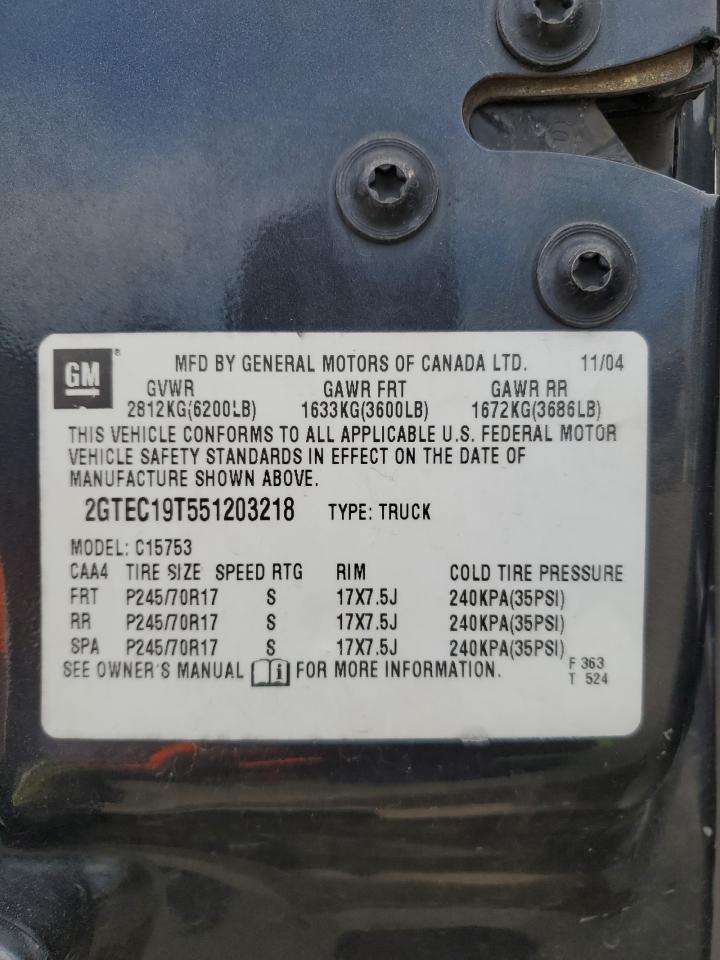 GM® MFD BY GENERAL MOTORS OF CANADA LTD. 11/04
GVWR GAWR FRT GAWR RR
2812KG(6200LB) 1633KG(3600LB) 1672KG(3686LB)
THIS VEHICLE CONFORMS TO ALL APPLICABLE U.S. FEDERAL MOTOR
VEHICLE SAFETY STANDARDS IN EFFECT ON THE DATE OF
MANUFACTURE SHOWN ABOVE.
2GTEC19T551203218 TYPE: TRUCK
MODEL: C15753
CAA4 TIRE SIZE SPEED RTG RIM COLD TIRE PRESSURE
FRT P245/70R17 S 17X7.5J 240KPA(35PSI)
RR P245/70R17 S 17X7.5J 240KPA(35PSI)
SPA P245/70R17 S 17X7.5J 240KPA(35PSI)
SEE OWNER'S MANUAL i FOR MORE INFORMATION.
F 363
T 524